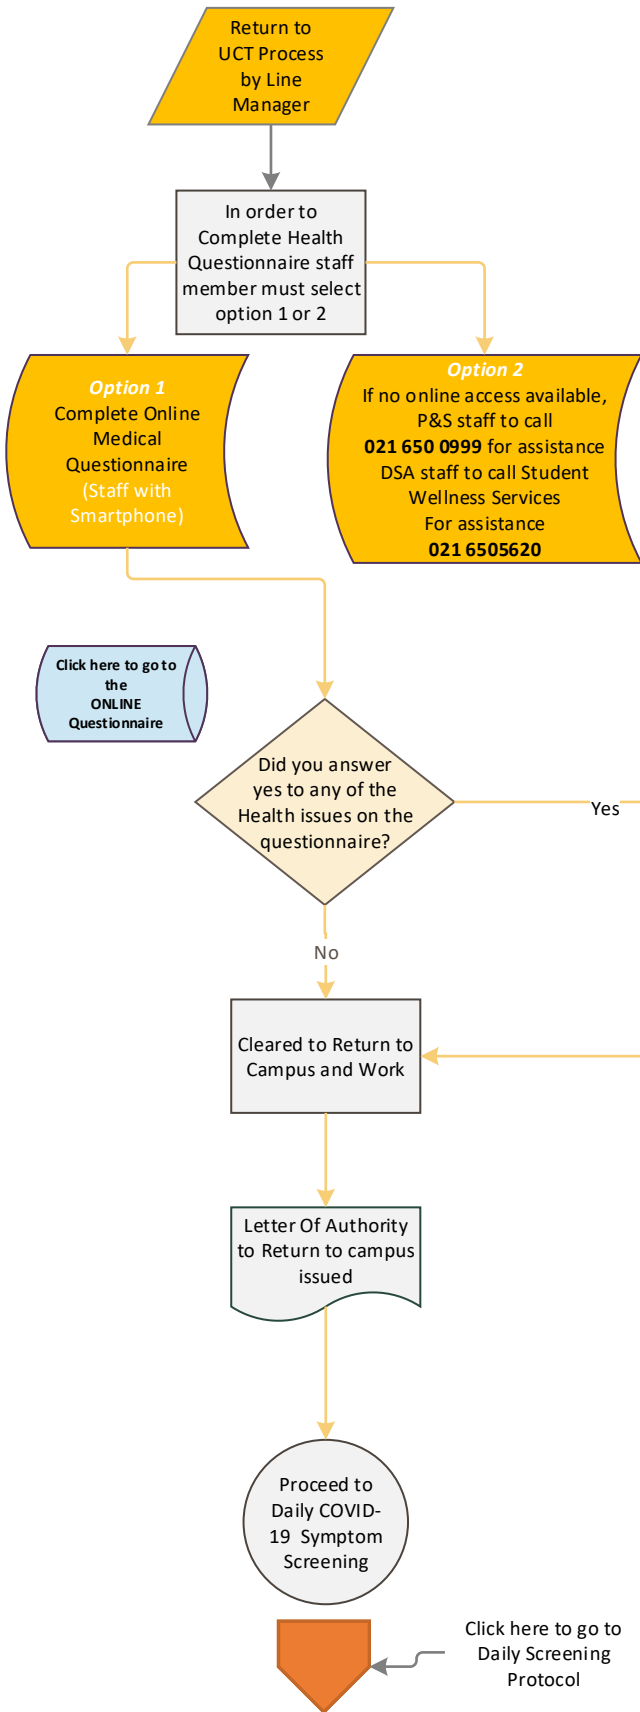 Return to
UCT Process
by Line
Manager
In order to
Complete Health
Questionnaire staff
member must select
option 1 or 2
Option 1
Complete Online
Medical
Questionnaire
(Staff with
Smartphone)
Option 2
If no online access available,
P&S staff to call
021 650 0999 for assistance
DSA staff to call Student
Wellness Services
For assistance
021 6505620
Click here to go to
the
ONLINE
Questionnaire
Did you answer
yes to any of the
Health issues on the
questionnaire?
Yes
No
Cleared to Return to
Campus and Work
Letter Of Authority
to Return to campus
issued
Proceed to
Daily COVID-
19 Symptom
Screening
Click here to go to
Daily Screening
Protocol